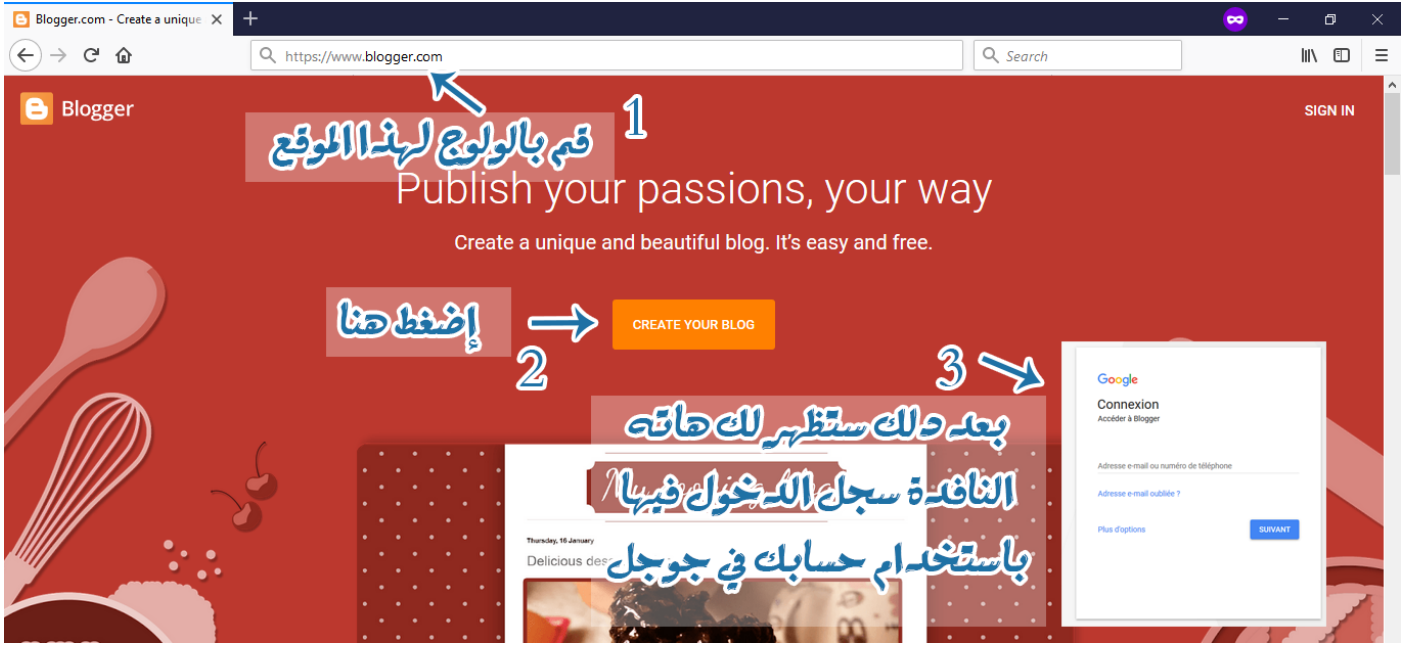 Blogger.com - Create a unique
https://www.blogger.com
Search
Blogger
SIGN IN
1
قم بالولوج لهذا الموقع
Publish your passions, your way
Create a unique and beautiful blog. It's easy and free.
إضغط هنا
CREATE YOUR BLOG
2
3
بعد دلك ستظهر لك هاته
النافدة سجل الدخول فيها
باستخدام حسابك في جوجل
Google
Connexion
Accéder à Blogger
Adresse e-mail ou numéro de téléphone
Adresse e-mail oubliée ?
Plus d'options
SUIVANT
Thursday, 16 January
Delicious des